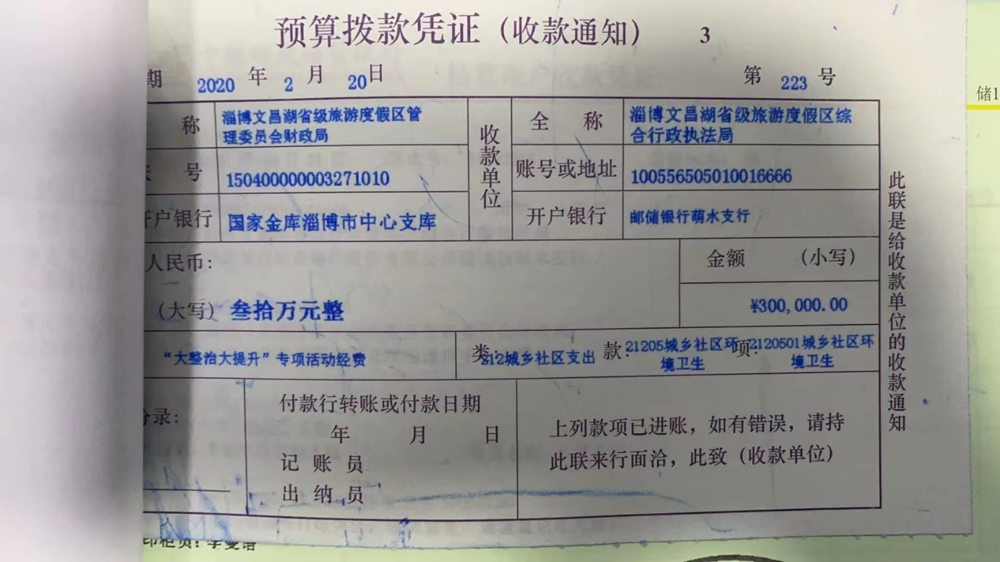 预算拨款凭证（收款通知） 3
期 2020 年 2 月 20 日 第 223 号
称 淄博文昌湖省级旅游度假区管
理委员会财政局
收款单位
全 称 淄博文昌湖省级旅游度假区综
合行政执法局
号 150400000003271010
账号或地址 100556505010016666
开户银行 国家金库淄博市中心支库
开户银行 邮储银行萌水支行
人民币：
（大写）叁拾万元整
金额 （小写）
¥300,000.00
“大整治大提升”专项活动经费
类：212城乡社区支出
款：21205城乡社区环
境卫生
项：2120501城乡社区环
境卫生
分录：
付款行转账或付款日期
年 月 日
记 账 员
出 纳 员
上列款项已进账，如有错误，请持
此联来行面洽，此致（收款单位）
此联是给收款单位的收款通知
储1